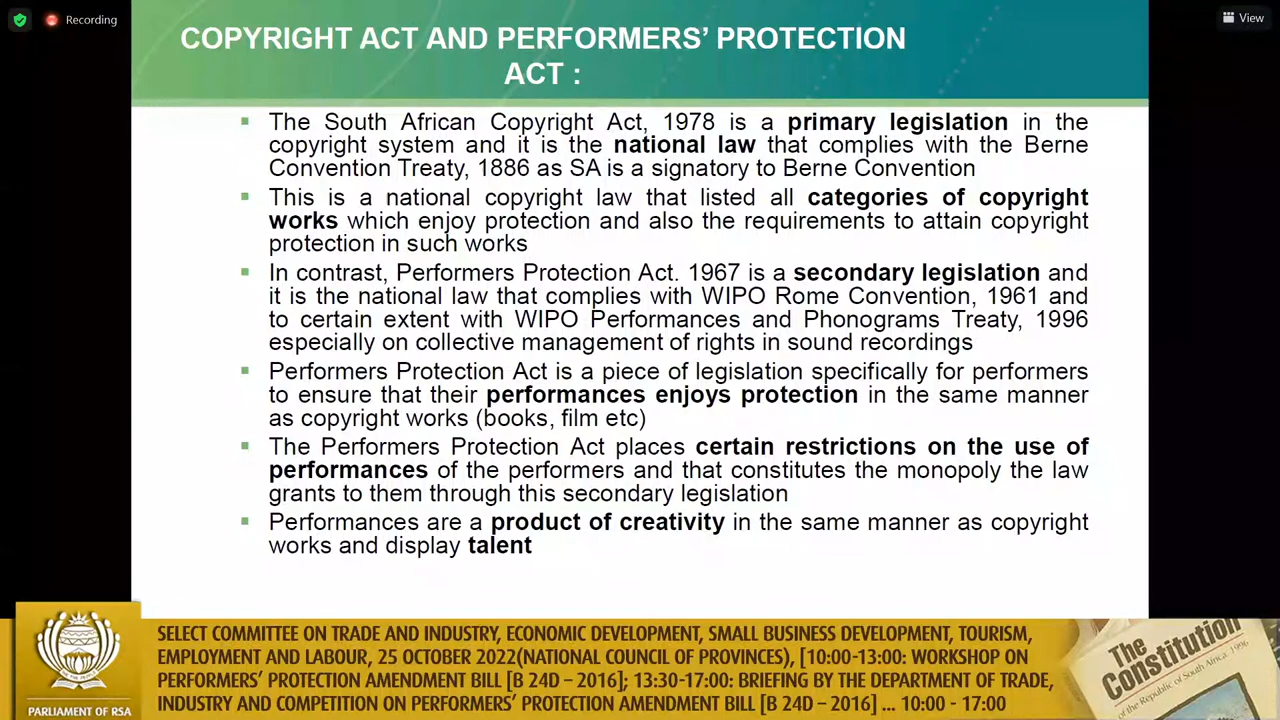 Recording
View
COPYRIGHT ACT AND PERFORMERS’ PROTECTION
ACT :
▪ The South African Copyright Act, 1978 is a primary legislation in the
copyright system and it is the national law that complies with the Berne
Convention Treaty, 1886 as SA is a signatory to Berne Convention
▪ This is a national copyright law that listed all categories of copyright
works which enjoy protection and also the requirements to attain copyright
protection in such works
▪ In contrast, Performers Protection Act. 1967 is a secondary legislation and
it is the national law that complies with WIPO Rome Convention, 1961 and
to certain extent with WIPO Performances and Phonograms Treaty, 1996
especially on collective management of rights in sound recordings
▪ Performers Protection Act is a piece of legislation specifically for performers
to ensure that their performances enjoys protection in the same manner
as copyright works (books, film etc)
▪ The Performers Protection Act places certain restrictions on the use of
performances of the performers and that constitutes the monopoly the law
grants to them through this secondary legislation
▪ Performances are a product of creativity in the same manner as copyright
works and display talent
SELECT COMMITTEE ON TRADE AND INDUSTRY, ECONOMIC DEVELOPMENT, SMALL BUSINESS DEVELOPMENT, TOURISM,
EMPLOYMENT AND LABOUR, 25 OCTOBER 2022(NATIONAL COUNCIL OF PROVINCES), [10:00-13:00: WORKSHOP ON
PERFORMERS’ PROTECTION AMENDMENT BILL [B 24D – 2016]; 13:30-17:00: BRIEFING BY THE DEPARTMENT OF TRADE,
INDUSTRY AND COMPETITION ON PERFORMERS’ PROTECTION AMENDMENT BILL [B 24D – 2016] ... 10:00 - 17:00
PARLIAMENT OF RSA
The
Constitution
of the Republic of South Africa, 1996